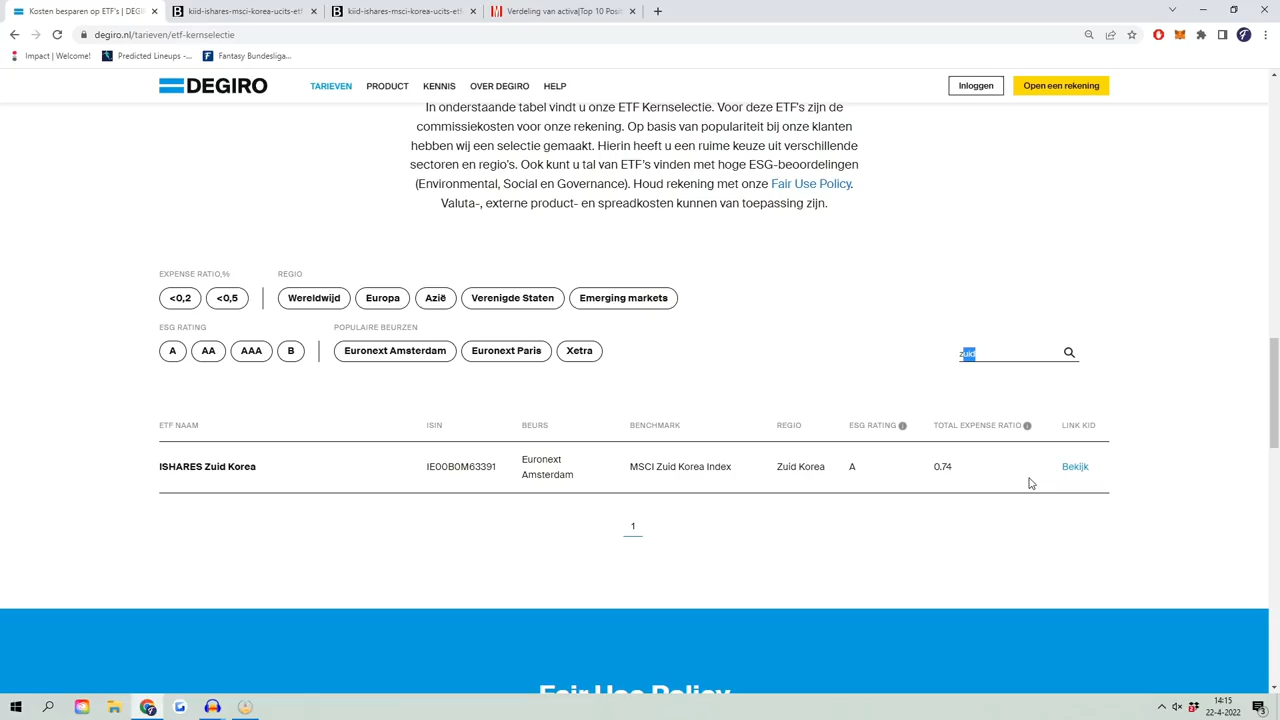 Kosten besparen op ETF's | DEGI
kiid-ishares-msci-korea-ucits-etf
kiid-ishares-msci-korea-ucits-etf
Verdeling van activa|Top 10 Posit
degiro.nl/tarieven/etf-kernselectie
Impact | Welcome!
Predicted Lineups -...
Fantasy Bundesliga...
DEGIRO
TARIEVEN
PRODUCT
KENNIS
OVER DEGIRO
HELP
Inloggen
Open een rekening
In onderstaande tabel vindt u onze ETF Kernselectie. Voor deze ETF's zijn de
commissiekosten voor onze rekening. Op basis van populariteit bij onze klanten
hebben wij een selectie gemaakt. Hierin heeft u een ruime keuze uit verschillende
sectoren en regio's. Ook kunt u tal van ETF's vinden met hoge ESG-beoordelingen
(Environmental, Social en Governance). Houd rekening met onze Fair Use Policy.
Valuta-, externe product- en spreadkosten kunnen van toepassing zijn.
EXPENSE RATIO,%
REGIO
<0,2
<0,5
Wereldwijd
Europa
Azië
Verenigde Staten
Emerging markets
ESG RATING
POPULAIRE BEURZEN
A
AA
AAA
B
Euronext Amsterdam
Euronext Paris
Xetra
zuid
ETF NAAM
ISIN
BEURS
BENCHMARK
REGIO
ESG RATING
TOTAL EXPENSE RATIO
LINK KID
ISHARES Zuid Korea
IE00B0M63391
Euronext
Amsterdam
MSCI Zuid Korea Index
Zuid Korea
A
0.74
Bekijk
1
Fair Use Policy
14:15
22-4-2022